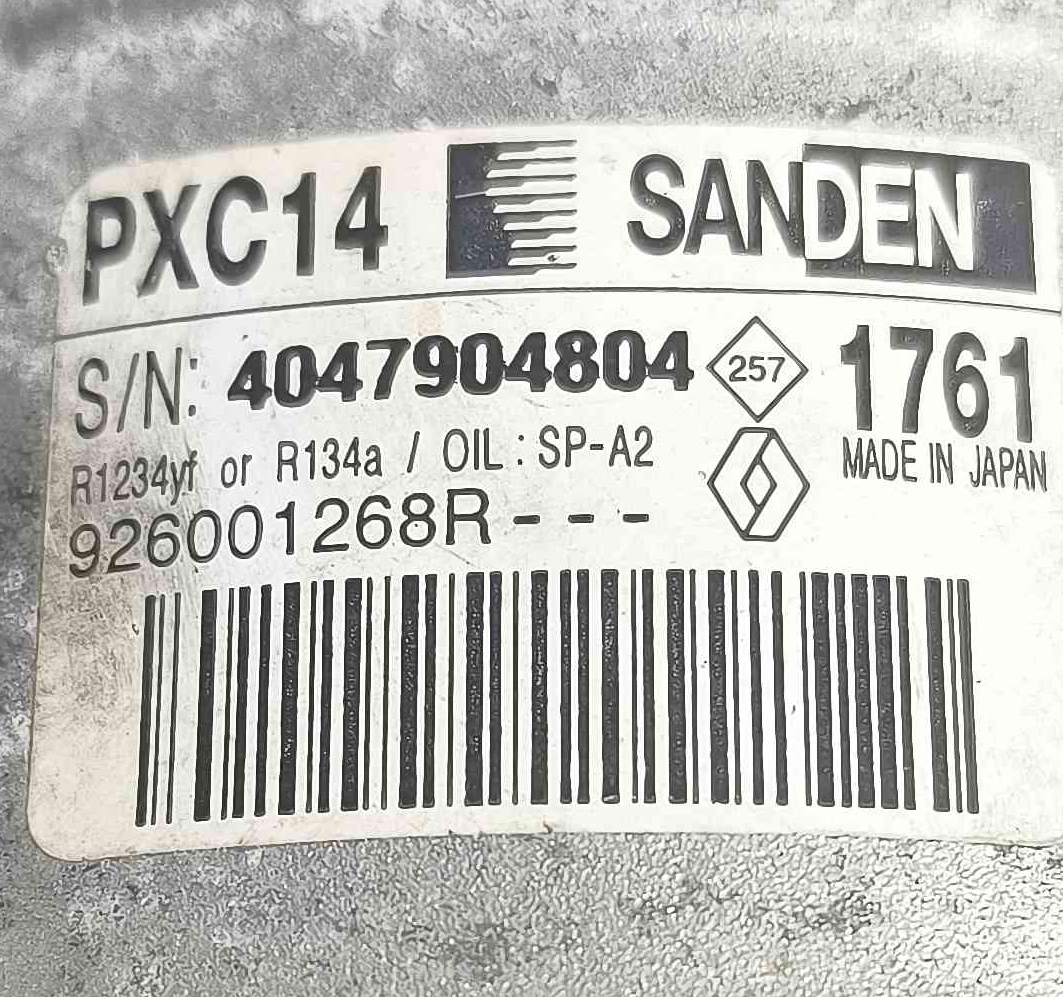 PXC14 SANDEN
S/N: 4047904804 257 1761
R1234yf or R134a / OIL : SP-A2 MADE IN JAPAN
926001268R - - -